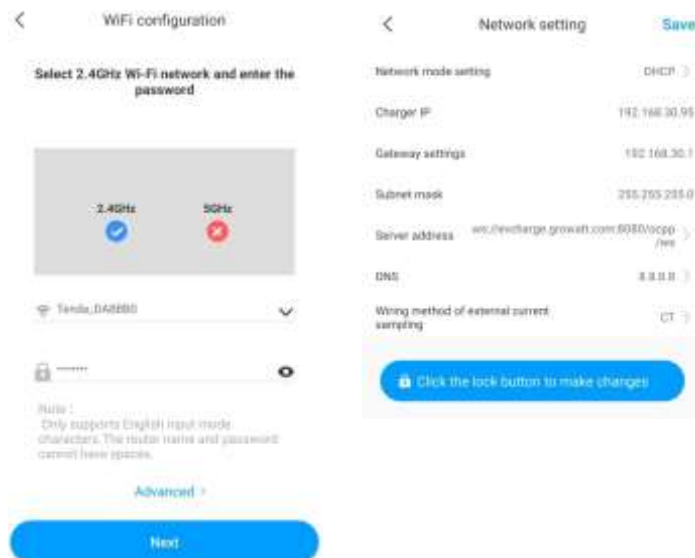 WiFi configuration
Select 2.4GHz Wi-Fi network and enter the
password
2.4GHz
5GHz
Tenda_DA8BB0
Note :
Only supports English input mode
characters. The router name and password
cannot have spaces.
Advanced >
Next
Network setting
Save
Network mode setting
DHCP
Charger IP
192.168.30.95
Gateway settings
192.168.30.1
Subnet mask
255.255.255.0
Server address
ws://evcharge.growatt.com:8080/ocpp
/ws
DNS
8.8.8.8
Wiring method of external current
sampling
CT
Click the lock button to make changes